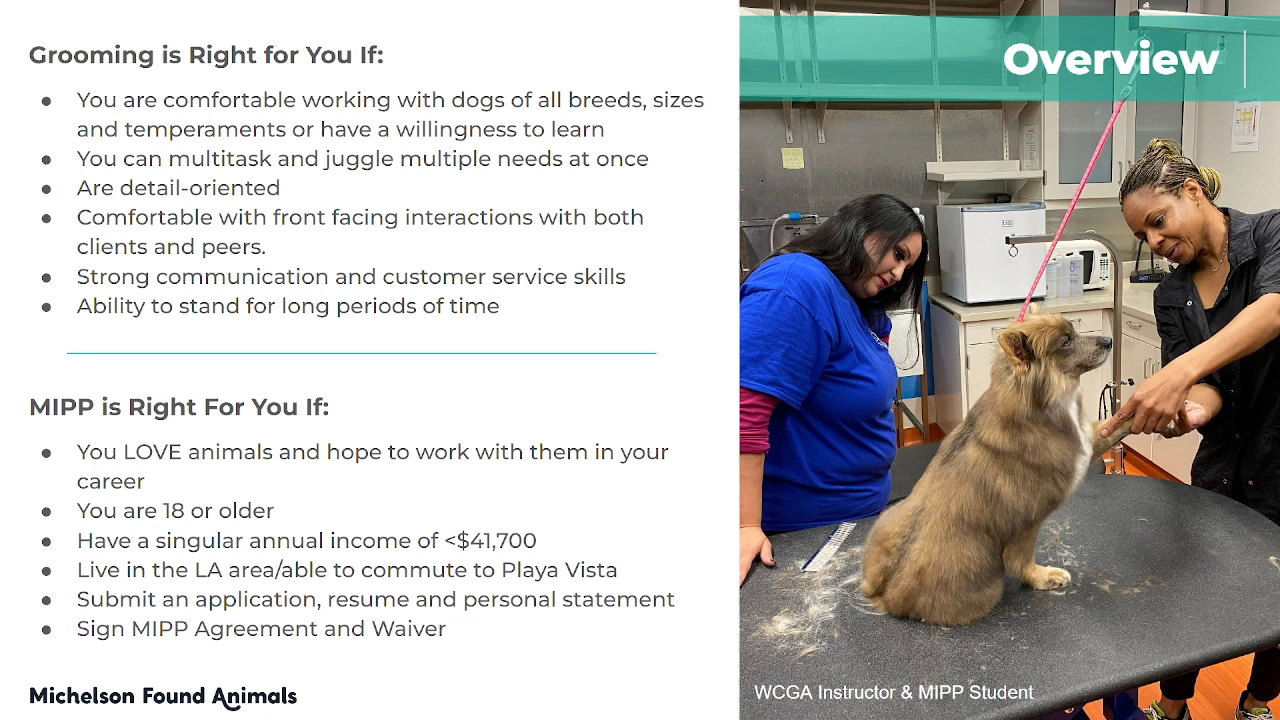 Grooming is Right for You If:
● You are comfortable working with dogs of all breeds, sizes
and temperaments or have a willingness to learn
● You can multitask and juggle multiple needs at once
● Are detail-oriented
● Comfortable with front facing interactions with both
clients and peers.
● Strong communication and customer service skills
● Ability to stand for long periods of time
MIPP is Right For You If:
● You LOVE animals and hope to work with them in your
career
● You are 18 or older
● Have a singular annual income of <$41,700
● Live in the LA area/able to commute to Playa Vista
● Submit an application, resume and personal statement
● Sign MIPP Agreement and Waiver
Michelson Found Animals
Overview
WCGA Instructor & MIPP Student